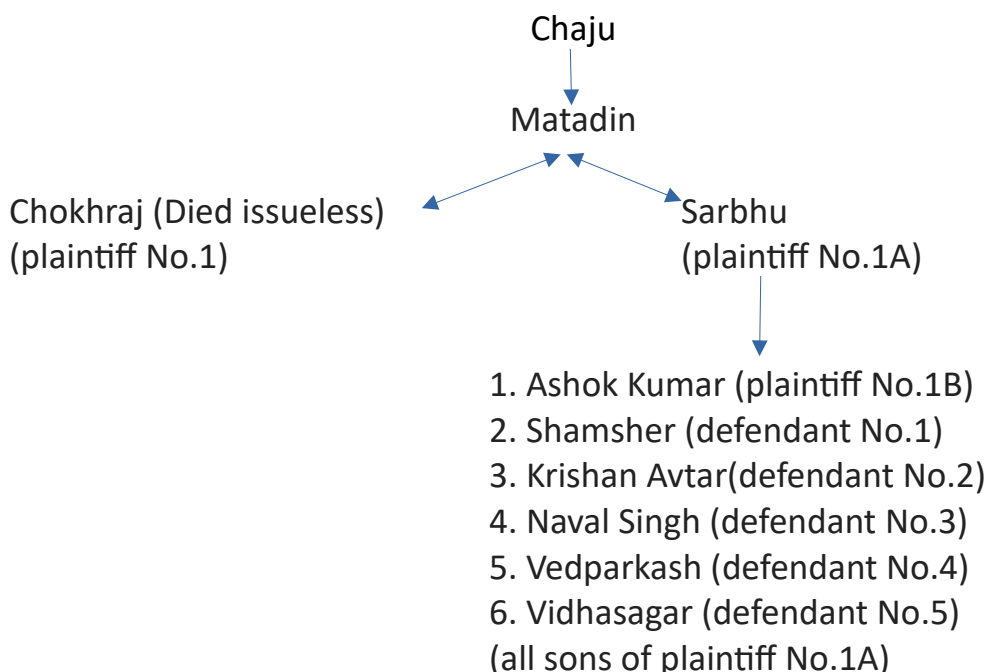 Chaju
Matadin
Chokhraj (Died issueless)
(plaintiff No.1)
Sarbhu
(plaintiff No.1A)
1. Ashok Kumar (plaintiff No.1B)
2. Shamsher (defendant No.1)
3. Krishan Avtar(defendant No.2)
4. Naval Singh (defendant No.3)
5. Vedparkash (defendant No.4)
6. Vidhasagar (defendant No.5)
(all sons of plaintiff No.1A)